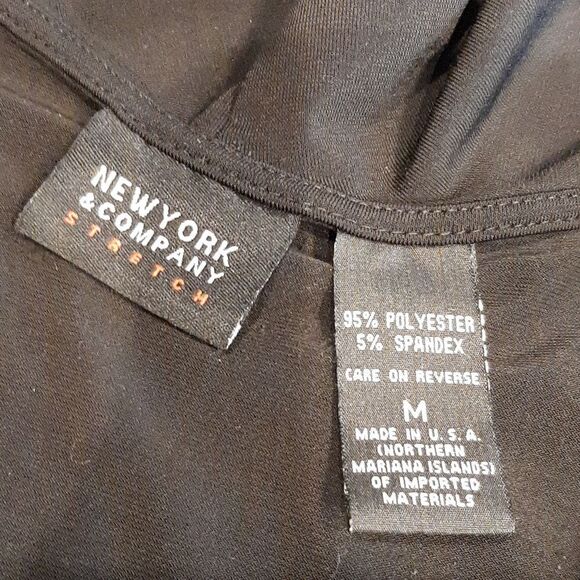 NEWYORK
&COMPANY
STRETCH
95% POLYESTER
5% SPANDEX
CARE ON REVERSE
M
MADE IN U.S.A.
(NORTHERN
MARIANA ISLANDS)
OF IMPORTED
MATERIALS